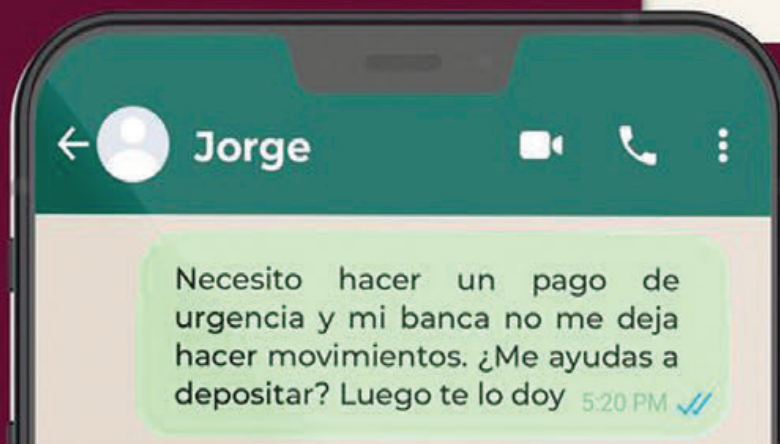 Jorge
Necesito hacer un pago de
urgencia y mi banca no me deja
hacer movimientos. ¿Me ayudas a
depositar? Luego te lo doy 5:20 PM